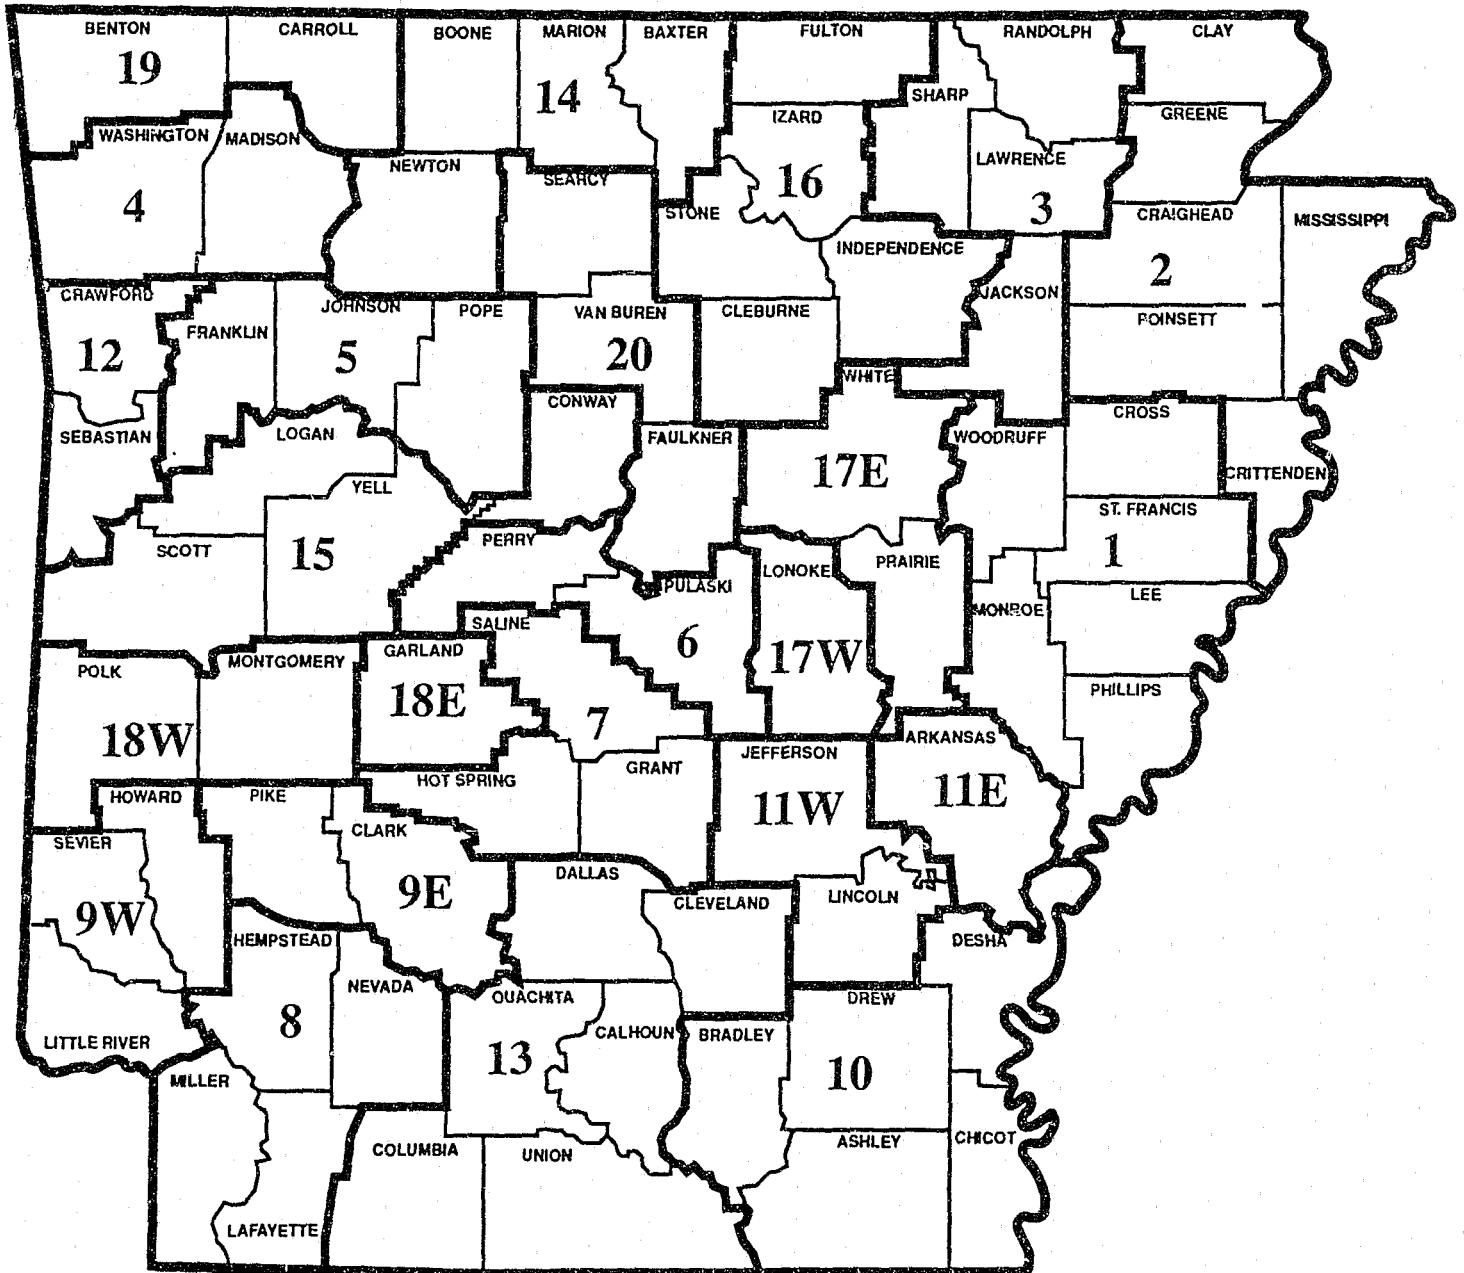 BENTON CARROLL BOONE MARION BAXTER FULTON RANDOLPH CLAY
19 14 SHARP
IZARD GREENE
WASHINGTON MADISON
NEWTON LAWRENCE
SEARCY 16
4 STONE 3 CRAIGHEAD MISSISSIPPI
INDEPENDENCE
2
CRAWFORD JACKSON
JOHNSON POPE VAN BUREN CLEBURNE POINSETT
FRANKLIN
12 5 20
WHITE
CONWAY CROSS
SEBASTIAN LOGAN FAULKNER WOODRUFF
17E CRITTENDEN
YELL
ST. FRANCIS
SCOTT 15 PERRY 1
LONOKE PRAIRIE
PULASKI LEE
MONROE
SALINE
GARLAND 6 17W
POLK MONTGOMERY
PHILLIPS
18E
7
18W JEFFERSON ARKANSAS
GRANT
HOT SPRING
HOWARD PIKE 11W 11E
CLARK
SEVIER
DALLAS
9E LINCOLN
CLEVELAND
9W
HEMPSTEAD DESHA
NEVADA OUACHITA DREW
8 CALHOUN BRADLEY
LITTLE RIVER 13
MILLER 10
COLUMBIA UNION ASHLEY CHICOT
LAFAYETTE